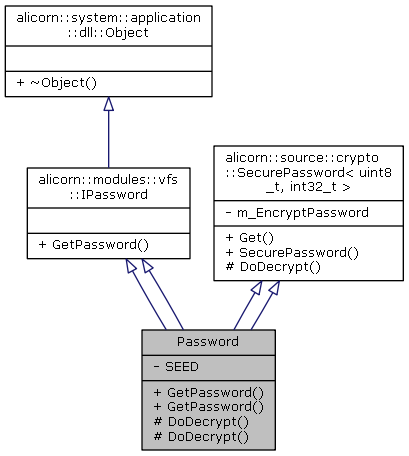 alicorn::system::application
::dll::Object
+ ~Object()
alicorn::modules::vfs
::IPassword
+ GetPassword()
alicorn::source::crypto
::SecurePassword< uint8
_t, int32_t >
- m_EncryptPassword
+ Get()
+ SecurePassword()
# DoDecrypt()
Password
- SEED
+ GetPassword()
+ GetPassword()
# DoDecrypt()
# DoDecrypt()